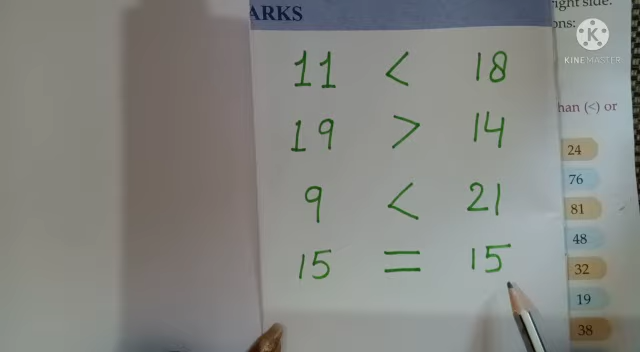 ARKS
11 < 18
19 > 14
9 < 21
15 = 15
right side.
ons:
KINEMASTER
han (<) or
24
76
81
48
32
19
38